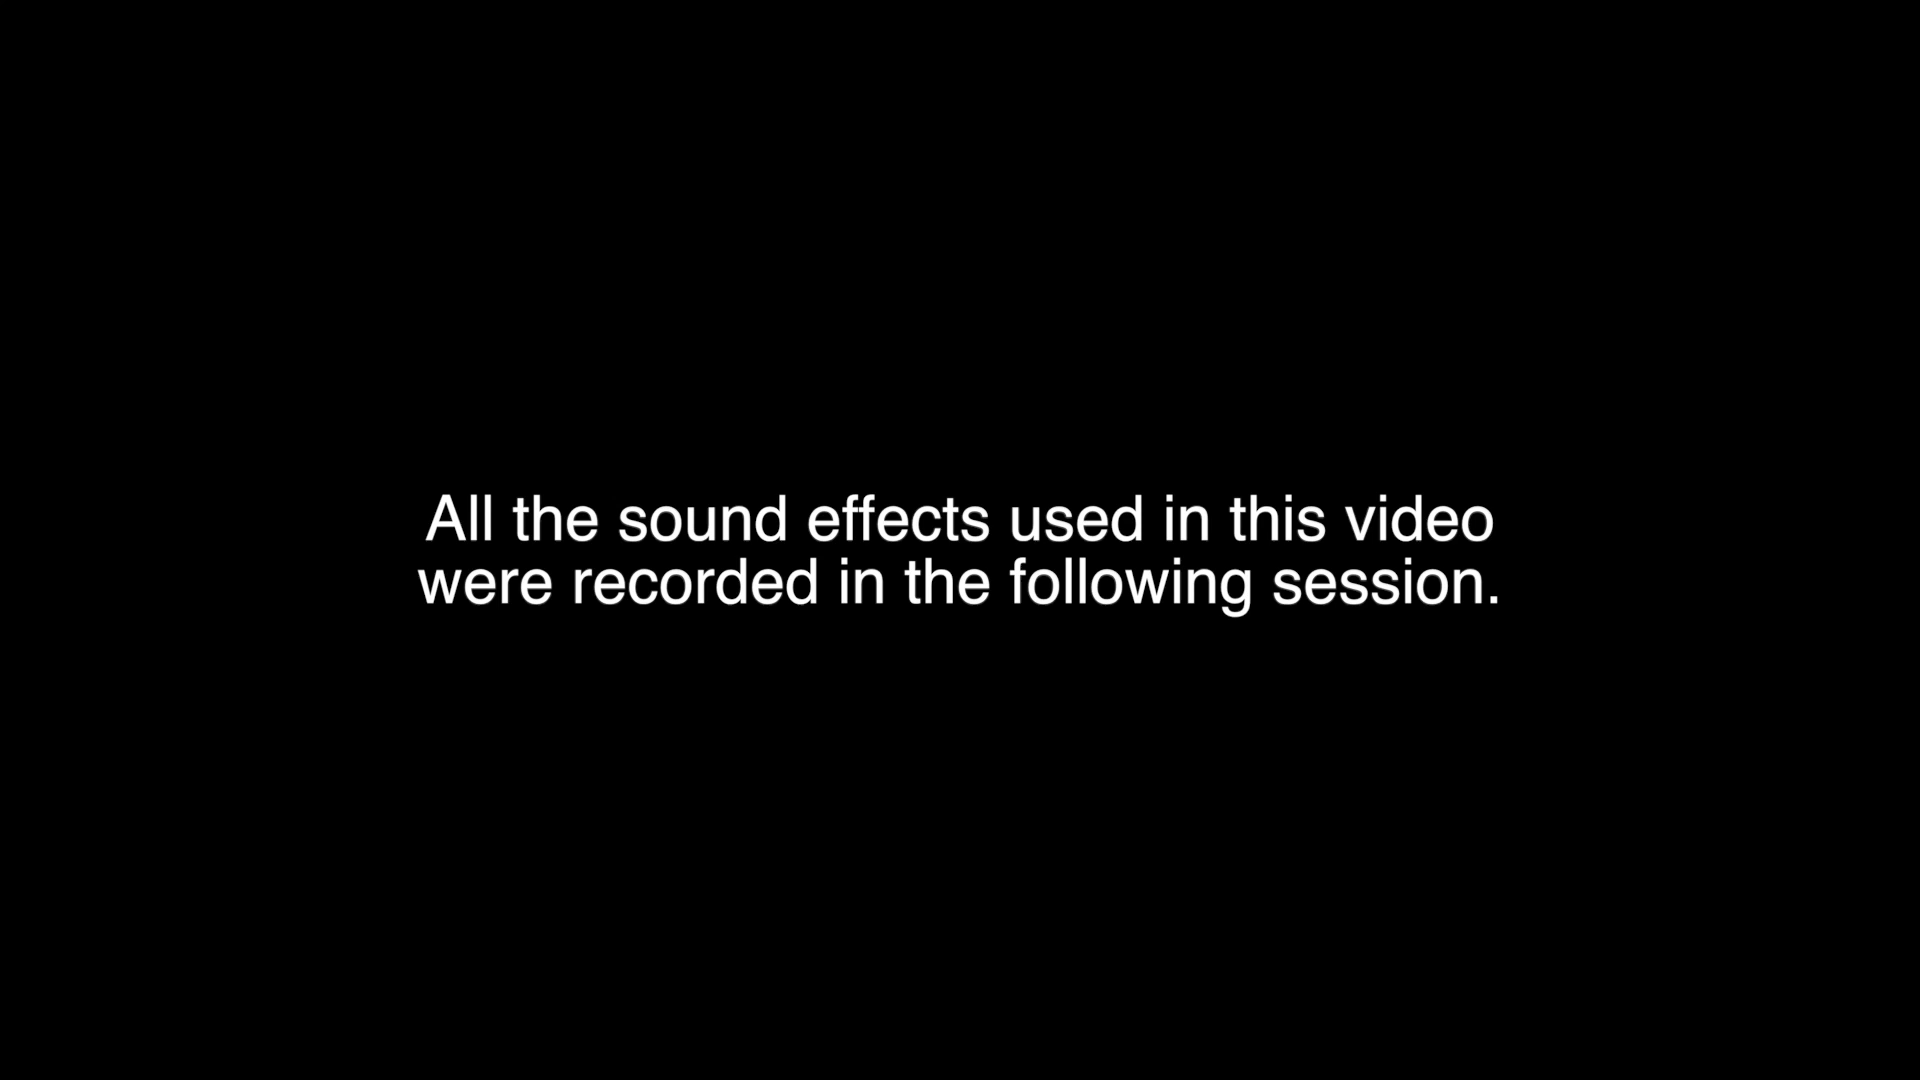 All the sound effects used in this video
were recorded in the following session.